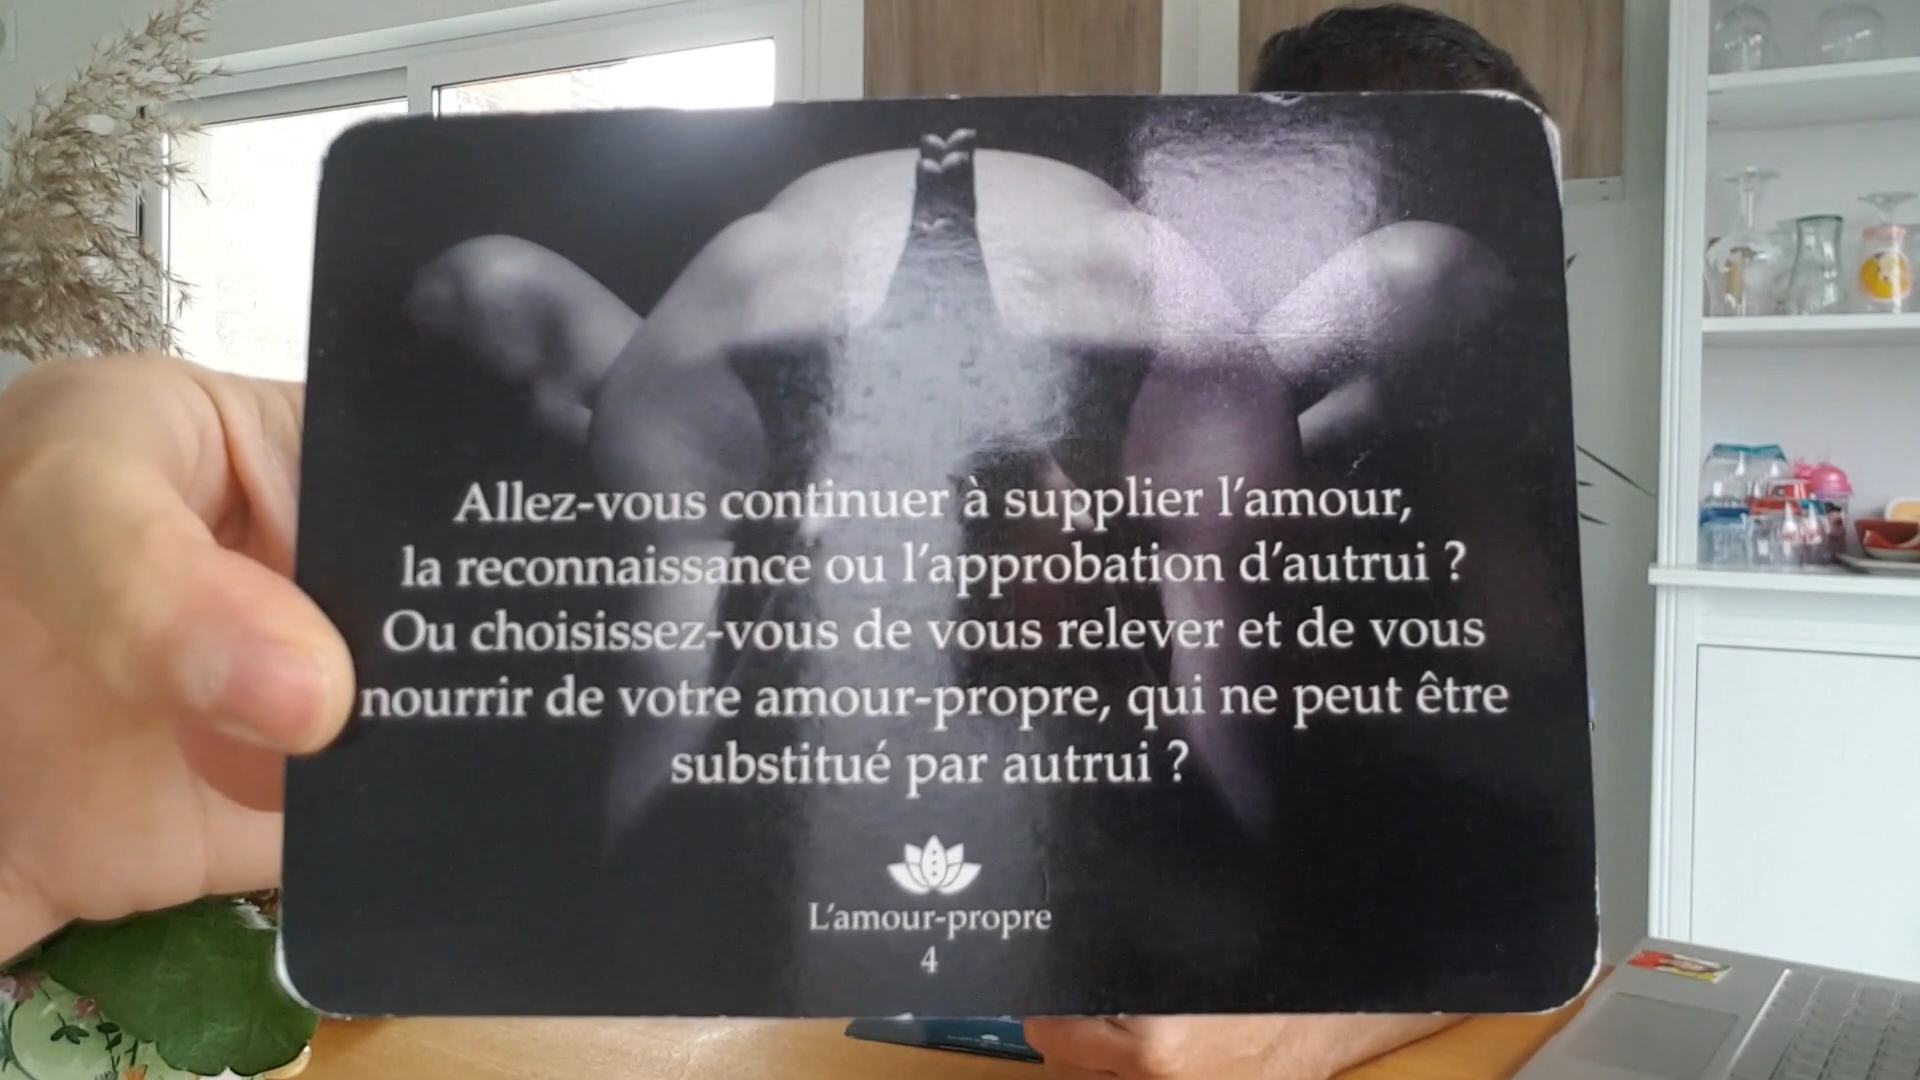 Allez-vous continuer à supplier l'amour,
la reconnaissance ou l'approbation d'autrui ?
Ou choisissez-vous de vous relever et de vous
nourrir de votre amour-propre, qui ne peut être
substitué par autrui ?
L'amour-propre
4